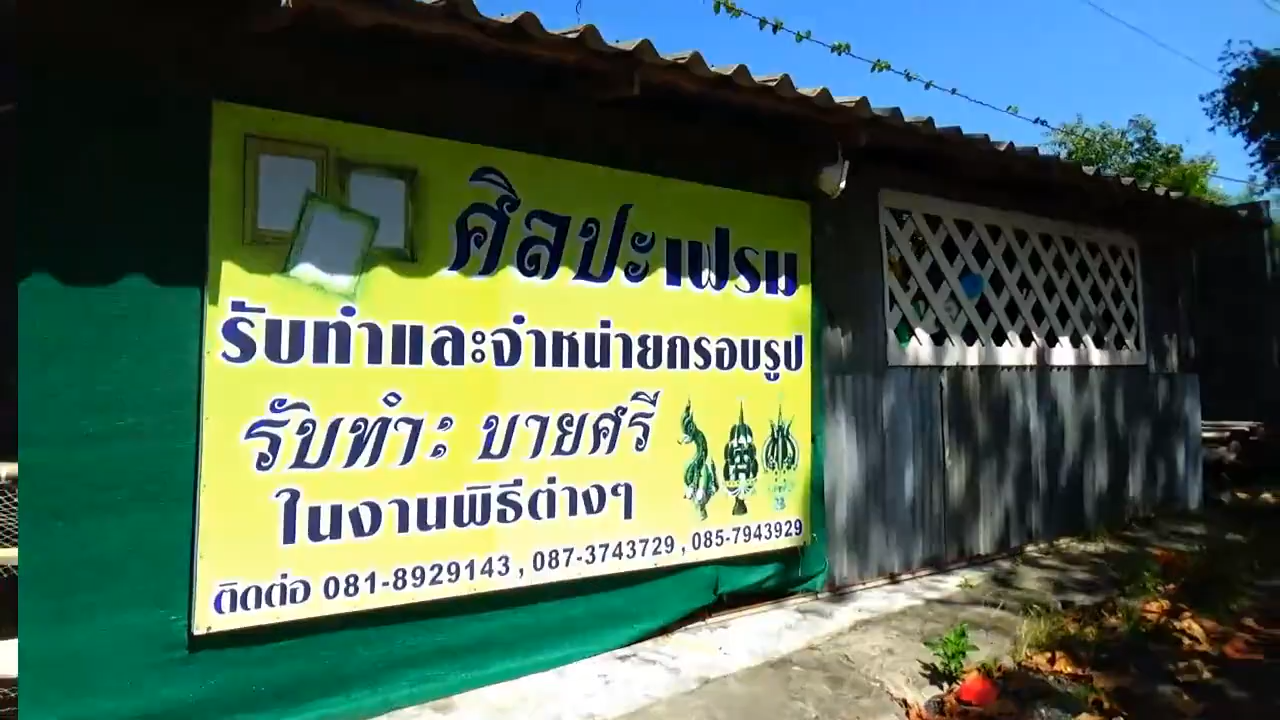 ศิลปะเฟรม
รับทำและจำหน่ายกรอบรูป
รับทำ: บายศรี
ในงานพิธีต่างๆ
ติดต่อ 081-8929143 , 087-3743729 , 085-7943929